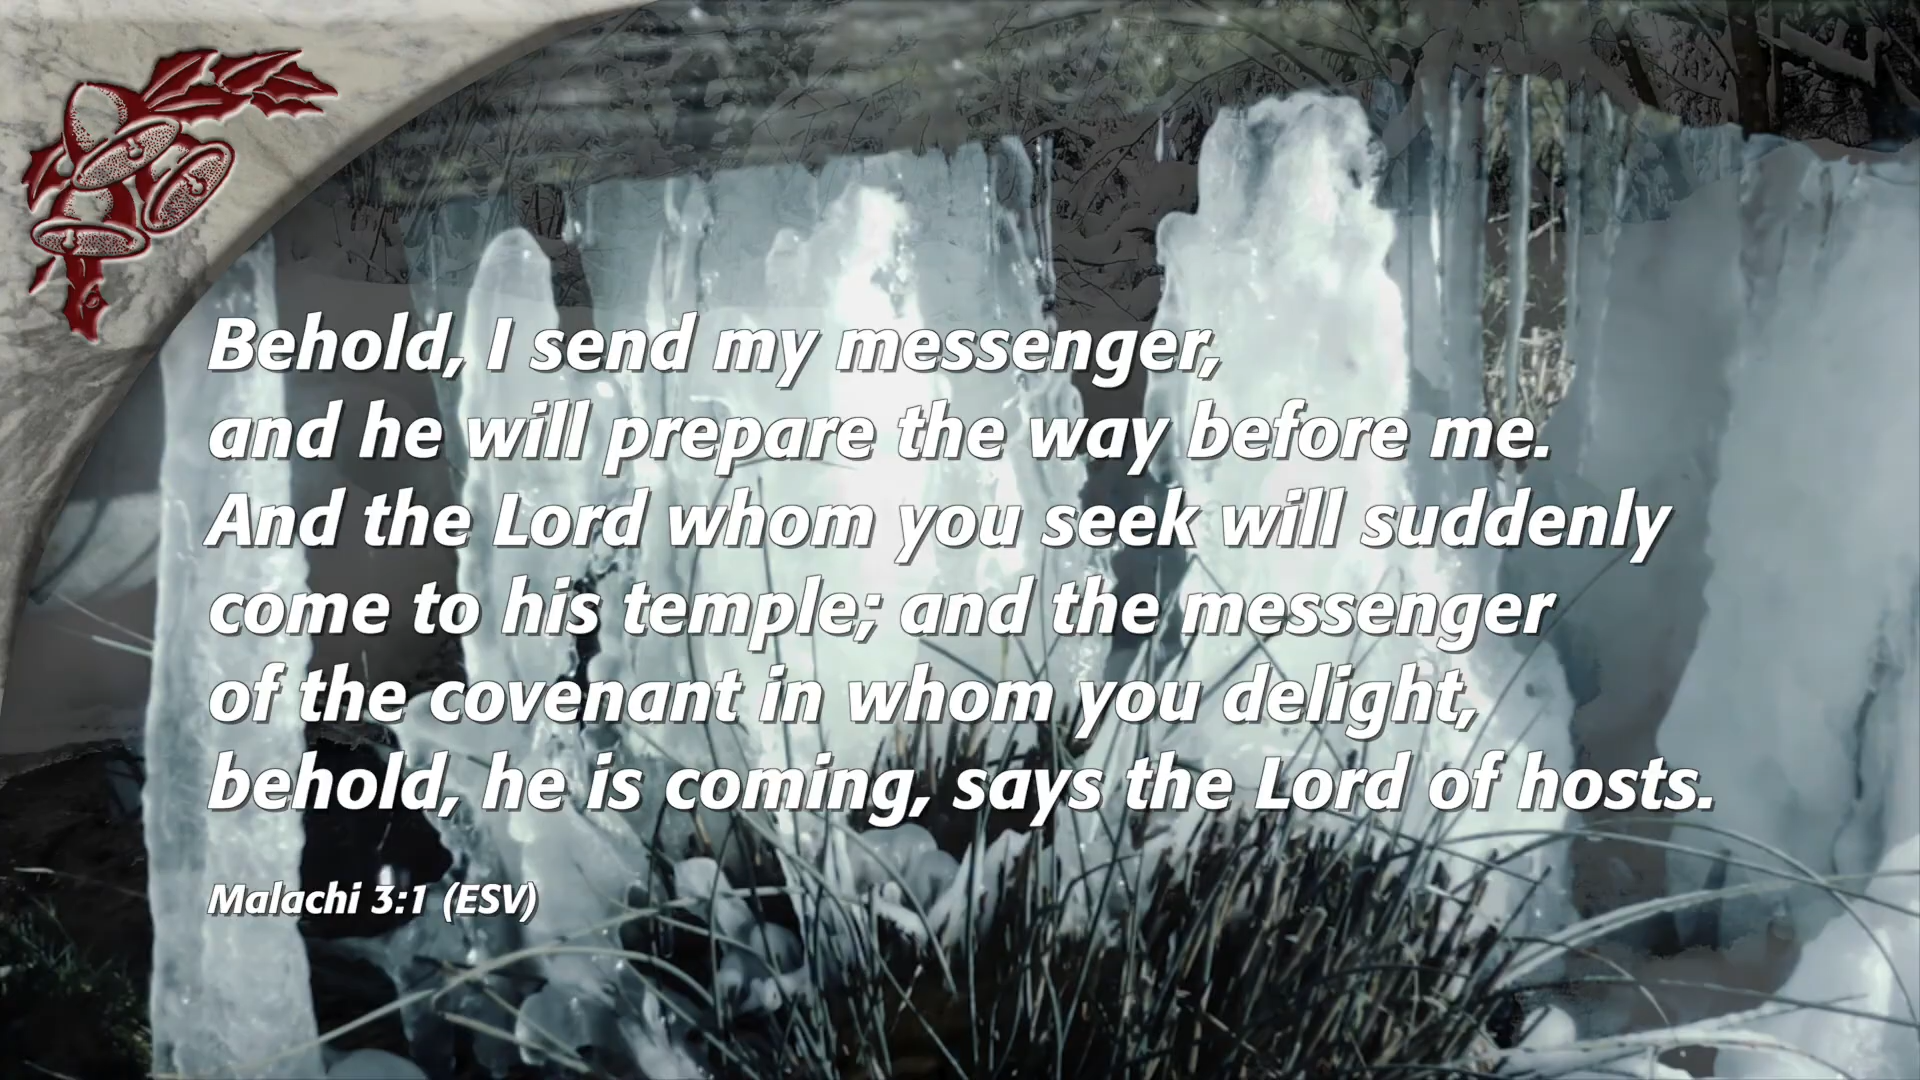 Behold, I send my messenger,
and he will prepare the way before me.
And the Lord whom you seek will suddenly
come to his temple; and the messenger
of the covenant in whom you delight,
behold, he is coming, says the Lord of hosts.
Malachi 3:1 (ESV)